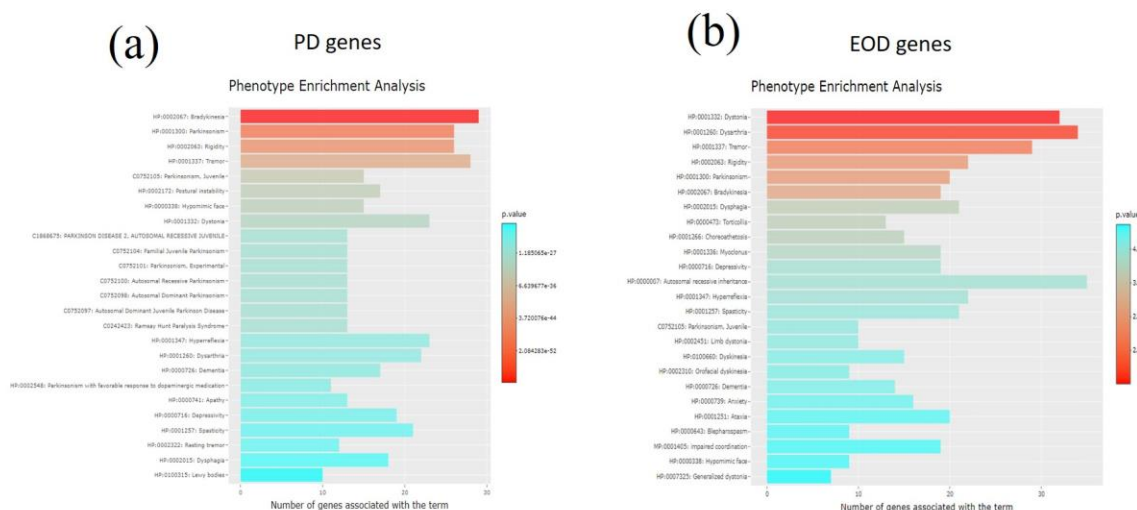 (a)
PD genes
Phenotype Enrichment Analysis
HP:0002067: Bradykinesia
HP:0001300: Parkinsonism
HP:0002063: Rigidity
HP:0001337: Tremor
C0752105: Parkinsonism, Juvenile
HP:0002172: Postural instability
HP:0000338: Hypomimic face
HP:0001332: Dystonia
C1868675: PARKINSON DISEASE 2, AUTOSOMAL RECESSIVE JUVENILE
C0752104: Familial Juvenile Parkinsonism
C0752101: Parkinsonism, Experimental
C0752100: Autosomal Recessive Parkinsonism
C0752098: Autosomal Dominant Parkinsonism
C0752097: Autosomal Dominant Juvenile Parkinson Disease
C0242423: Ramsay Hunt Paralysis Syndrome
HP:0001347: Hyperreflexia
HP:0001260: Dysarthria
HP:0000726: Dementia
HP:0002548: Parkinsonism with favorable response to dopaminergic medication
HP:0000741: Apathy
HP:0000716: Depressivity
HP:0001257: Spasticity
HP:0002322: Resting tremor
HP:0002015: Dysphagia
HP:0100315: Lewy bodies
0
10
20
30
Number of genes associated with the term
p.value
1.185065e-27
6.639677e-36
3.720076e-44
2.084283e-52
(b)
EOD genes
Phenotype Enrichment Analysis
HP:0001332: Dystonia
HP:0001260: Dysarthria
HP:0001337: Tremor
HP:0002063: Rigidity
HP:0001300: Parkinsonism
HP:0002067: Bradykinesia
HP:0002015: Dysphagia
HP:0000473: Torticollis
HP:0001266: Choreoathetosis
HP:0001336: Myoclonus
HP:0000716: Depressivity
HP:0000007: Autosomal recessive inheritance
HP:0001347: Hyperreflexia
HP:0001257: Spasticity
C0752105: Parkinsonism, Juvenile
HP:0002451: Limb dystonia
HP:0100660: Dyskinesia
HP:0002310: Orofacial dyskinesia
HP:0000726: Dementia
HP:0000739: Anxiety
HP:0001251: Ataxia
HP:0000643: Blepharospasm
MP:0001405: impaired coordination
HP:0000338: Hypomimic face
HP:0007325: Generalized dystonia
0
10
20
30
Number of genes associated with the term
p.valu
4.
3.
2.